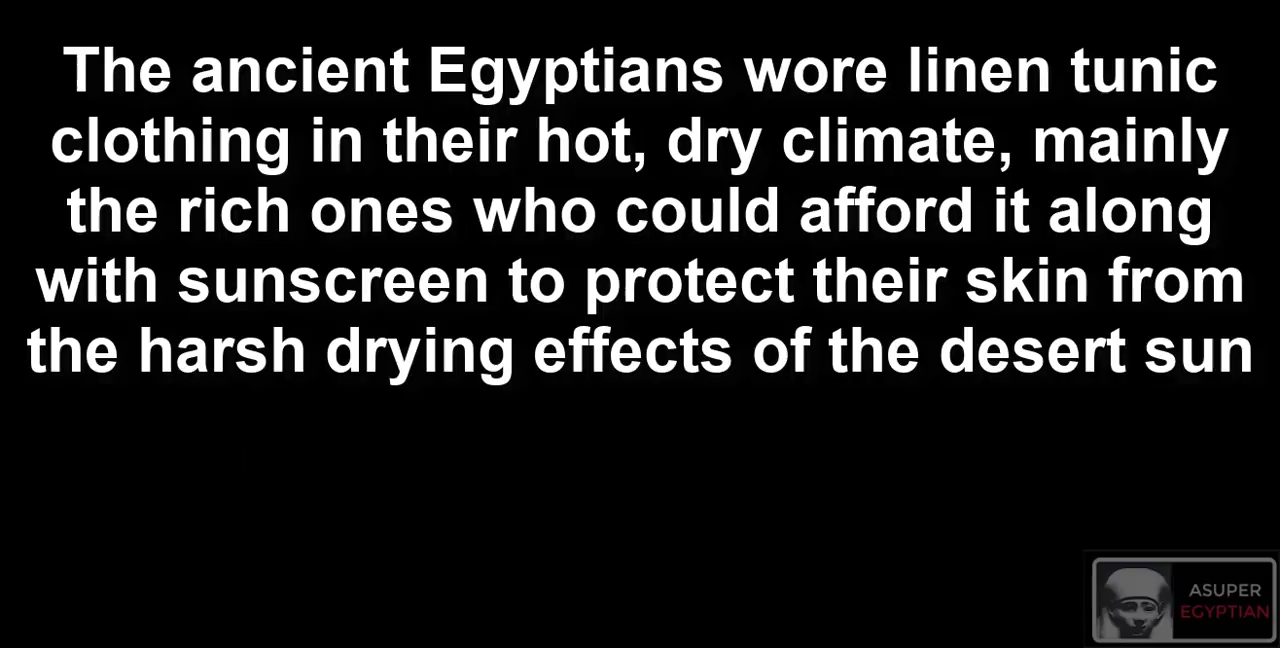 The ancient Egyptians wore linen tunic
clothing in their hot, dry climate, mainly
the rich ones who could afford it along
with sunscreen to protect their skin from
the harsh drying effects of the desert sun
ASUPER
EGYPTIAN